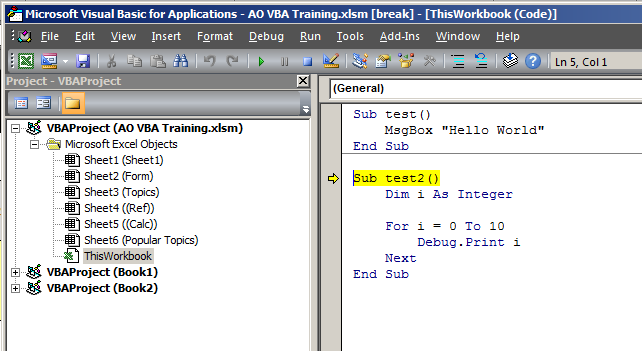 Microsoft Visual Basic for Applications - AO VBA Training.xlsm [break] - [ThisWorkbook (Code)]
File Edit View Insert Format Debug Run Tools Add-Ins Window Help
Ln 5, Col 1
Project - VBAProject
VBAProject (AO VBA Training.xlsm)
Microsoft Excel Objects
Sheet1 (Sheet1)
Sheet2 (Form)
Sheet3 (Topics)
Sheet4 ((Ref))
Sheet5 ((Calc))
Sheet6 (Popular Topics)
ThisWorkbook
VBAProject (Book1)
VBAProject (Book2)
(General)
Sub test()
MsgBox "Hello World"
End Sub
Sub test2()
Dim i As Integer
For i = 0 To 10
Debug.Print i
Next
End Sub